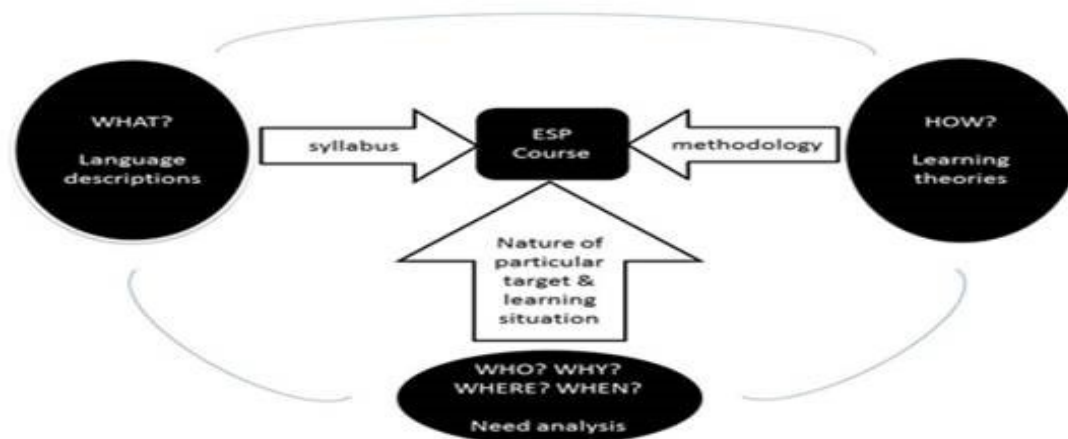 WHAT?
Language
descriptions
syllabus
ESP
Course
methodology
HOW?
Learning
theories
Nature of
particular
target &
learning
situation
WHO? WHY?
WHERE? WHEN?
Need analysis